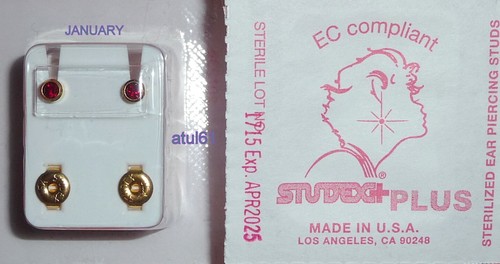 JANUARY
atul61
EC compliant
STERILE LOT NO.
1715 Exp. APR2025
STUDEX
PLUS
MADE IN U.S.A.
LOS ANGELES, CA 90248
STERILIZED EAR PIERCING STUDS